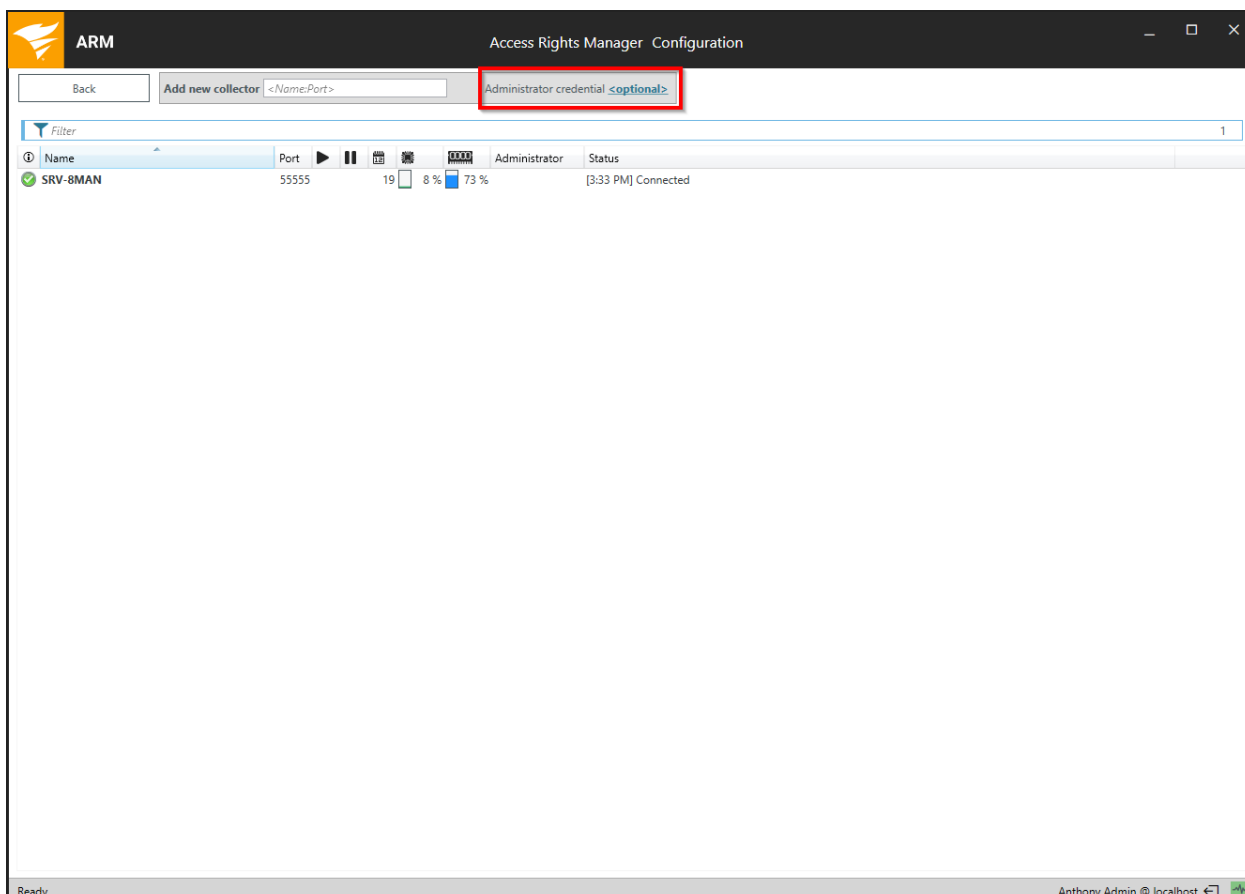 ARM
Access Rights Manager Configuration
Back
Add new collector <Name:Port>
Administrator credential <optional>
Filter
1
Name Port 12 Administrator Status
SRV-8MAN 55555 19 8 % 73 % [3:33 PM] Connected
Ready
Anthony Admin @ localhost